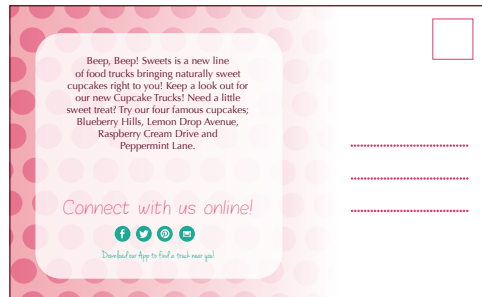 Beep, Beep! Sweets is a new line
of food trucks bringing naturally sweet
cupcakes right to you! Keep a look out for
our new Cupcake Trucks! Need a little
sweet treat? Try our four famous cupcakes;
Blueberry Hills, Lemon Drop Avenue,
Raspberry Cream Drive and
Peppermint Lane.
Connect with us online!
Download our App to find a truck near you!